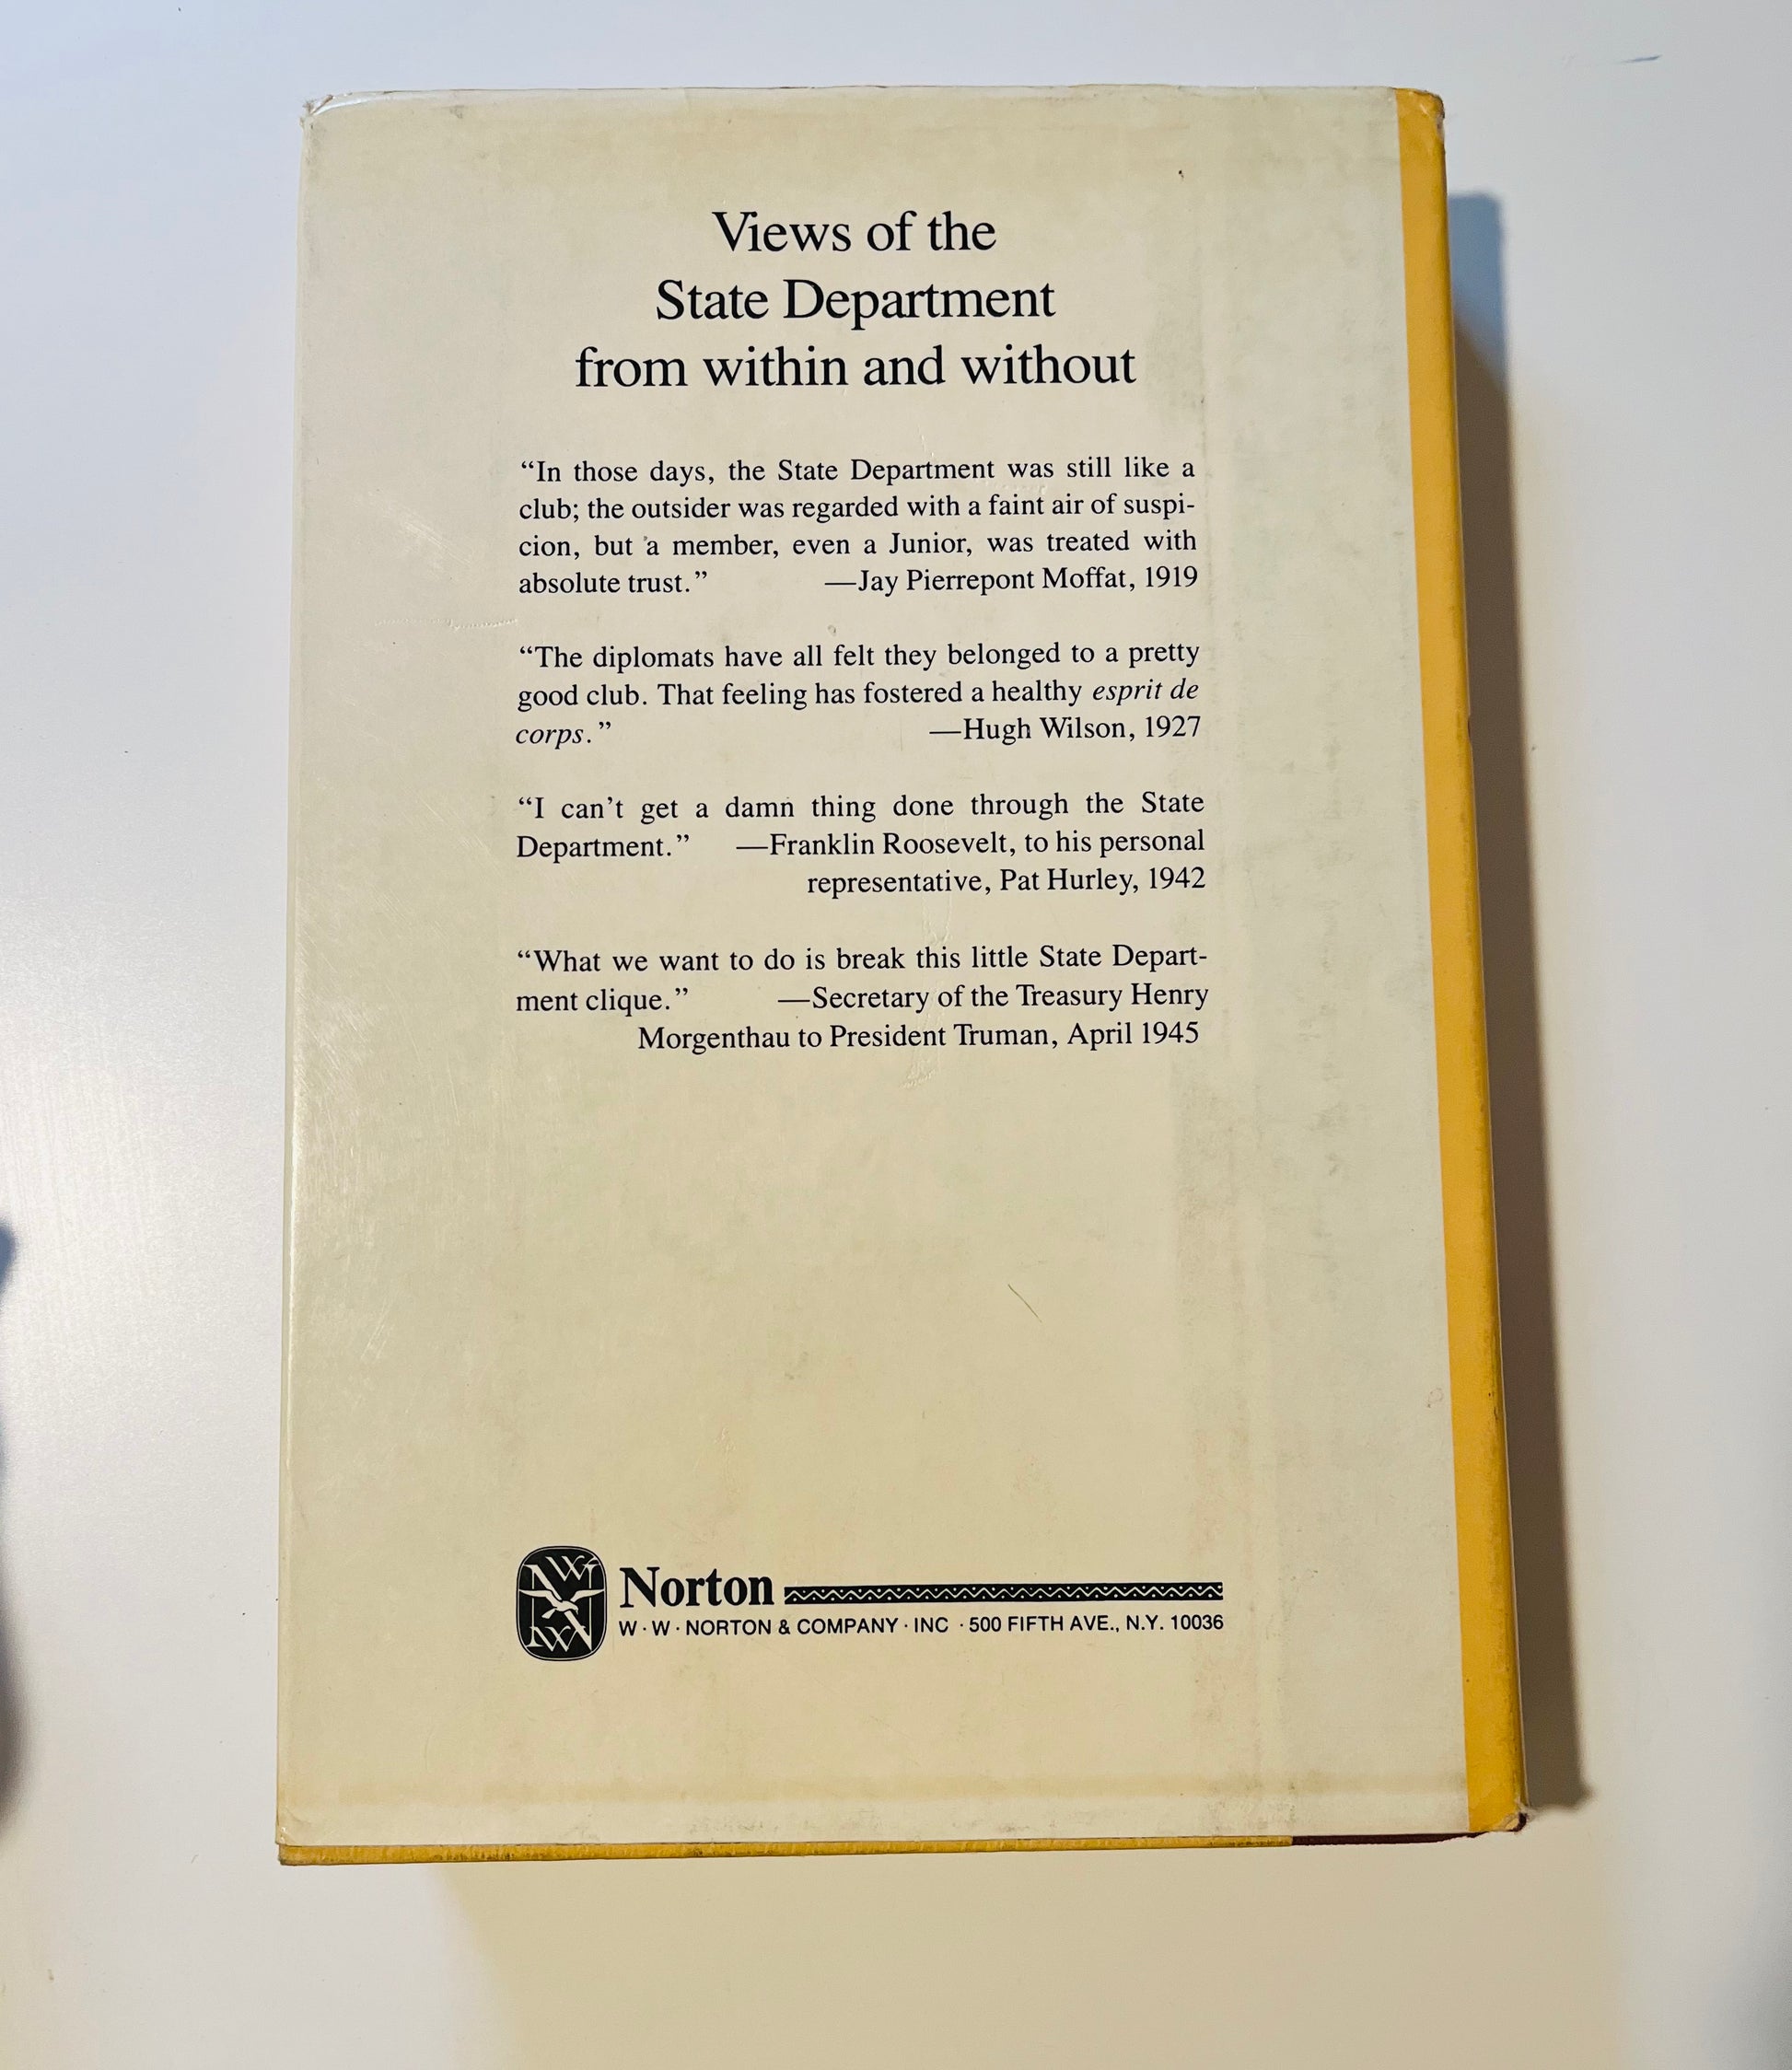 Views of the
State Department
from within and without
“In those days, the State Department was still like a
club; the outsider was regarded with a faint air of suspi-
cion, but a member, even a Junior, was treated with
absolute trust.” —Jay Pierrepont Moffat, 1919
“The diplomats have all felt they belonged to a pretty
good club. That feeling has fostered a healthy esprit de
corps.” —Hugh Wilson, 1927
“I can’t get a damn thing done through the State
Department.” —Franklin Roosevelt, to his personal
representative, Pat Hurley, 1942
“What we want to do is break this little State Depart-
ment clique.” —Secretary of the Treasury Henry
Morgenthau to President Truman, April 1945
Norton
W · W · NORTON & COMPANY · INC · 500 FIFTH AVE., N.Y. 10036